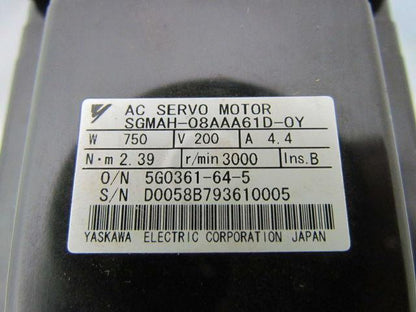 AC SERVO MOTOR
SGMAH-08AAA61D-0Y
W 750 V 200 A 4.4
N·m 2.39 r/min 3000 Ins.B
O/N 5G0361-64-5
S/N D0058B793610005
YASKAWA ELECTRIC CORPORATION JAPAN